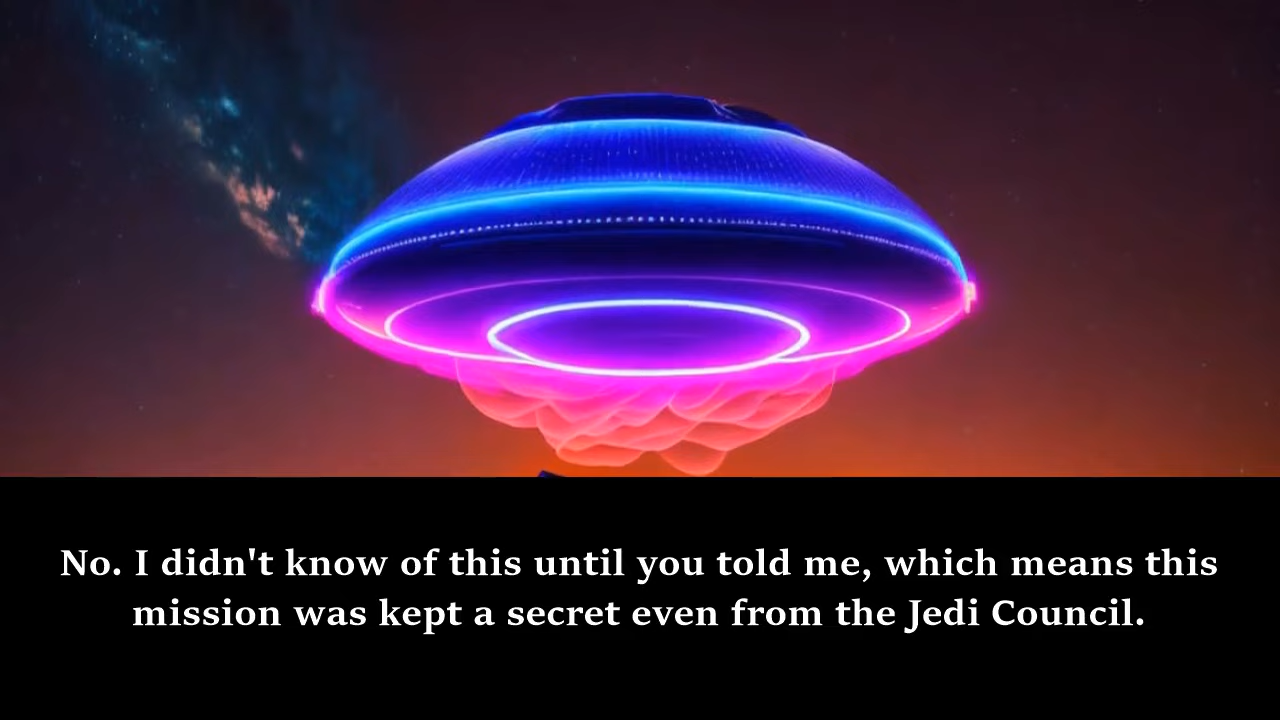 No. I didn't know of this until you told me, which means this
mission was kept a secret even from the Jedi Council.